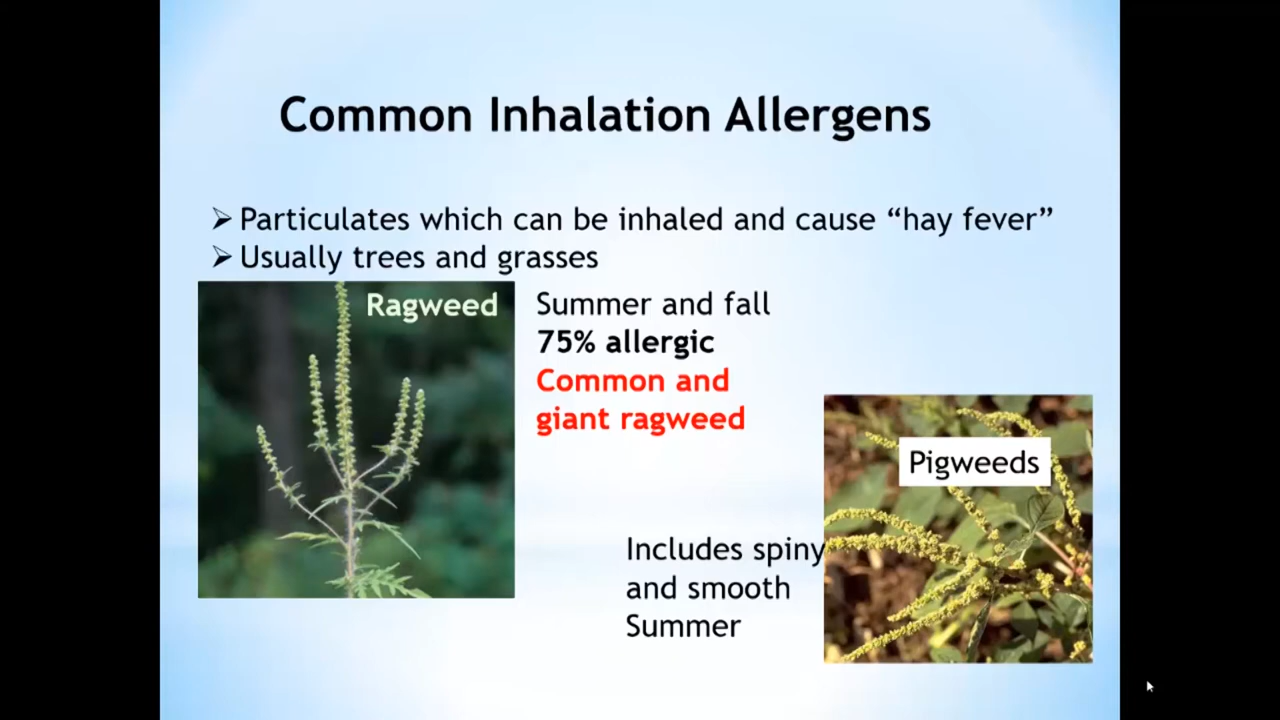 Common Inhalation Allergens
➢ Particulates which can be inhaled and cause “hay fever”
➢ Usually trees and grasses
Ragweed
Summer and fall
75% allergic
Common and
giant ragweed
Pigweeds
Includes spiny
and smooth
Summer